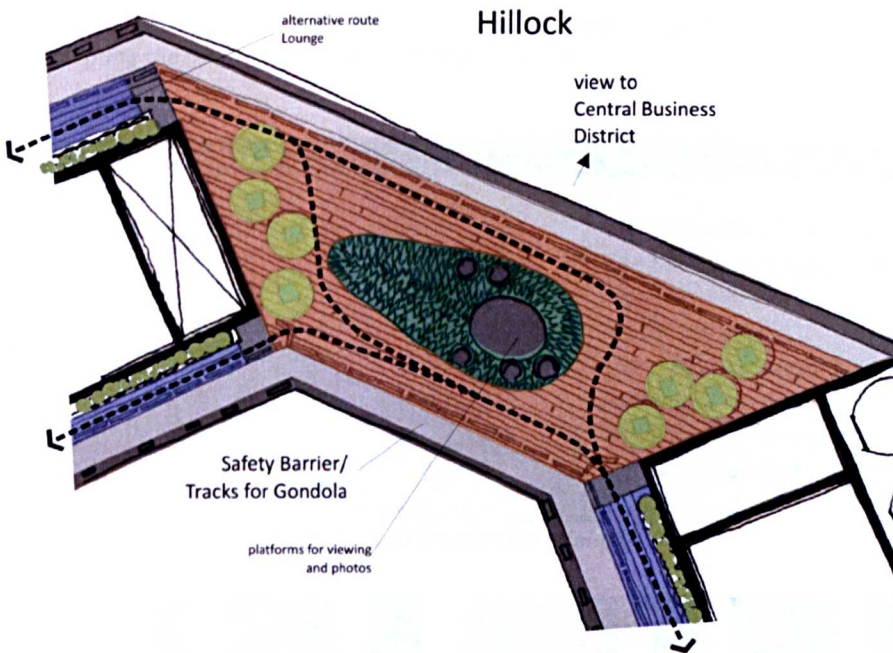 Hillock
alternative route
Lounge
view to
Central Business
District
Safety Barrier/
Tracks for Gondola
platforms for viewing
and photos